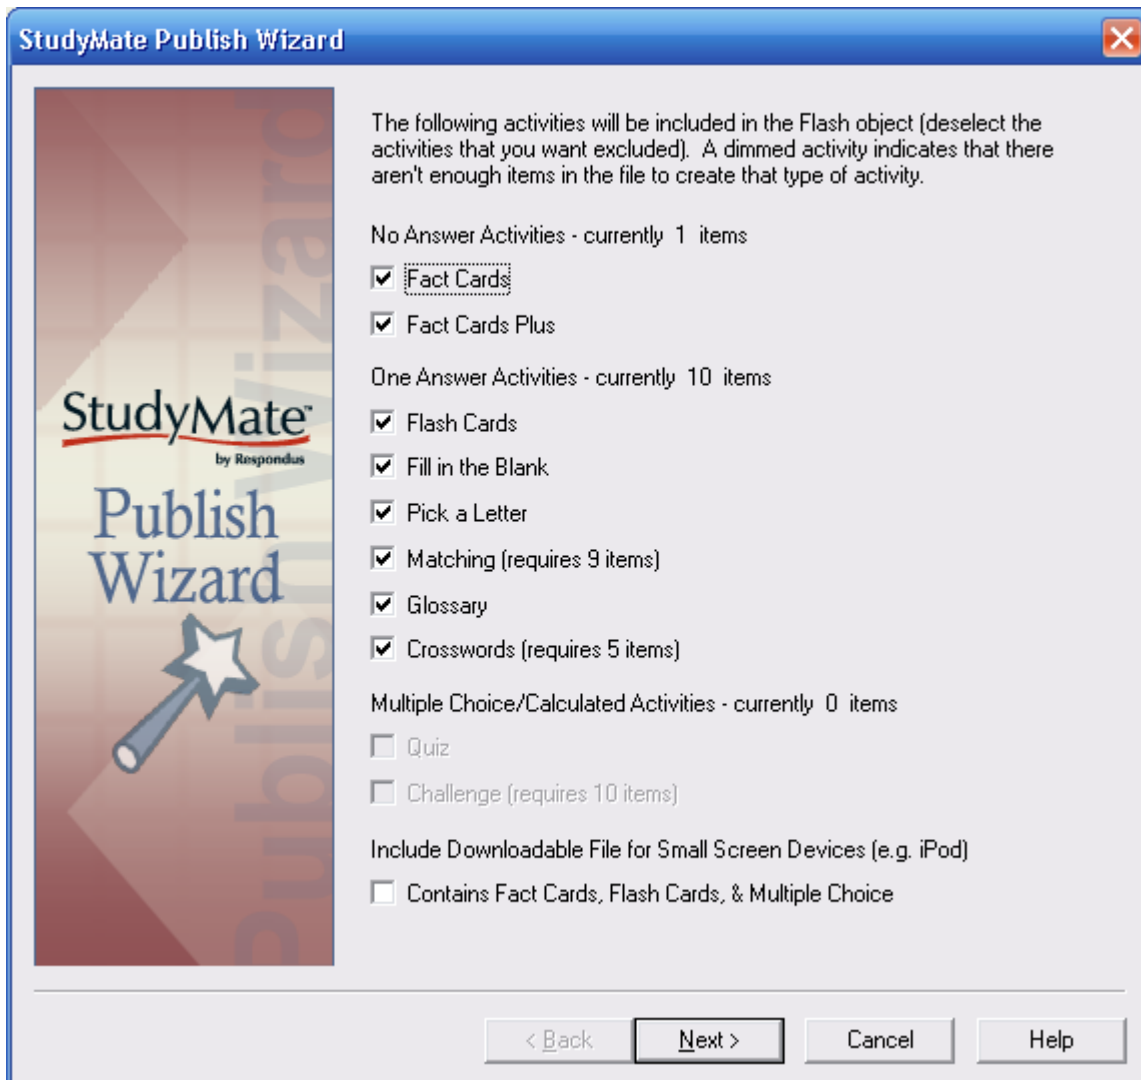 StudyMate Publish Wizard
The following activities will be included in the Flash object (deselect the
activities that you want excluded).  A dimmed activity indicates that there
aren't enough items in the file to create that type of activity.
No Answer Activities - currently  1  items
Fact Cards
Fact Cards Plus
One Answer Activities - currently  10  items
Flash Cards
Fill in the Blank
Pick a Letter
Matching (requires 9 items)
Glossary
Crosswords (requires 5 items)
Multiple Choice/Calculated Activities - currently  0  items
Quiz
Challenge (requires 10 items)
Include Downloadable File for Small Screen Devices (e.g. iPod)
Contains Fact Cards, Flash Cards, & Multiple Choice
Publish Wizard
StudyMate™
by Respondus
Publish
Wizard
< Back
Next >
Cancel
Help